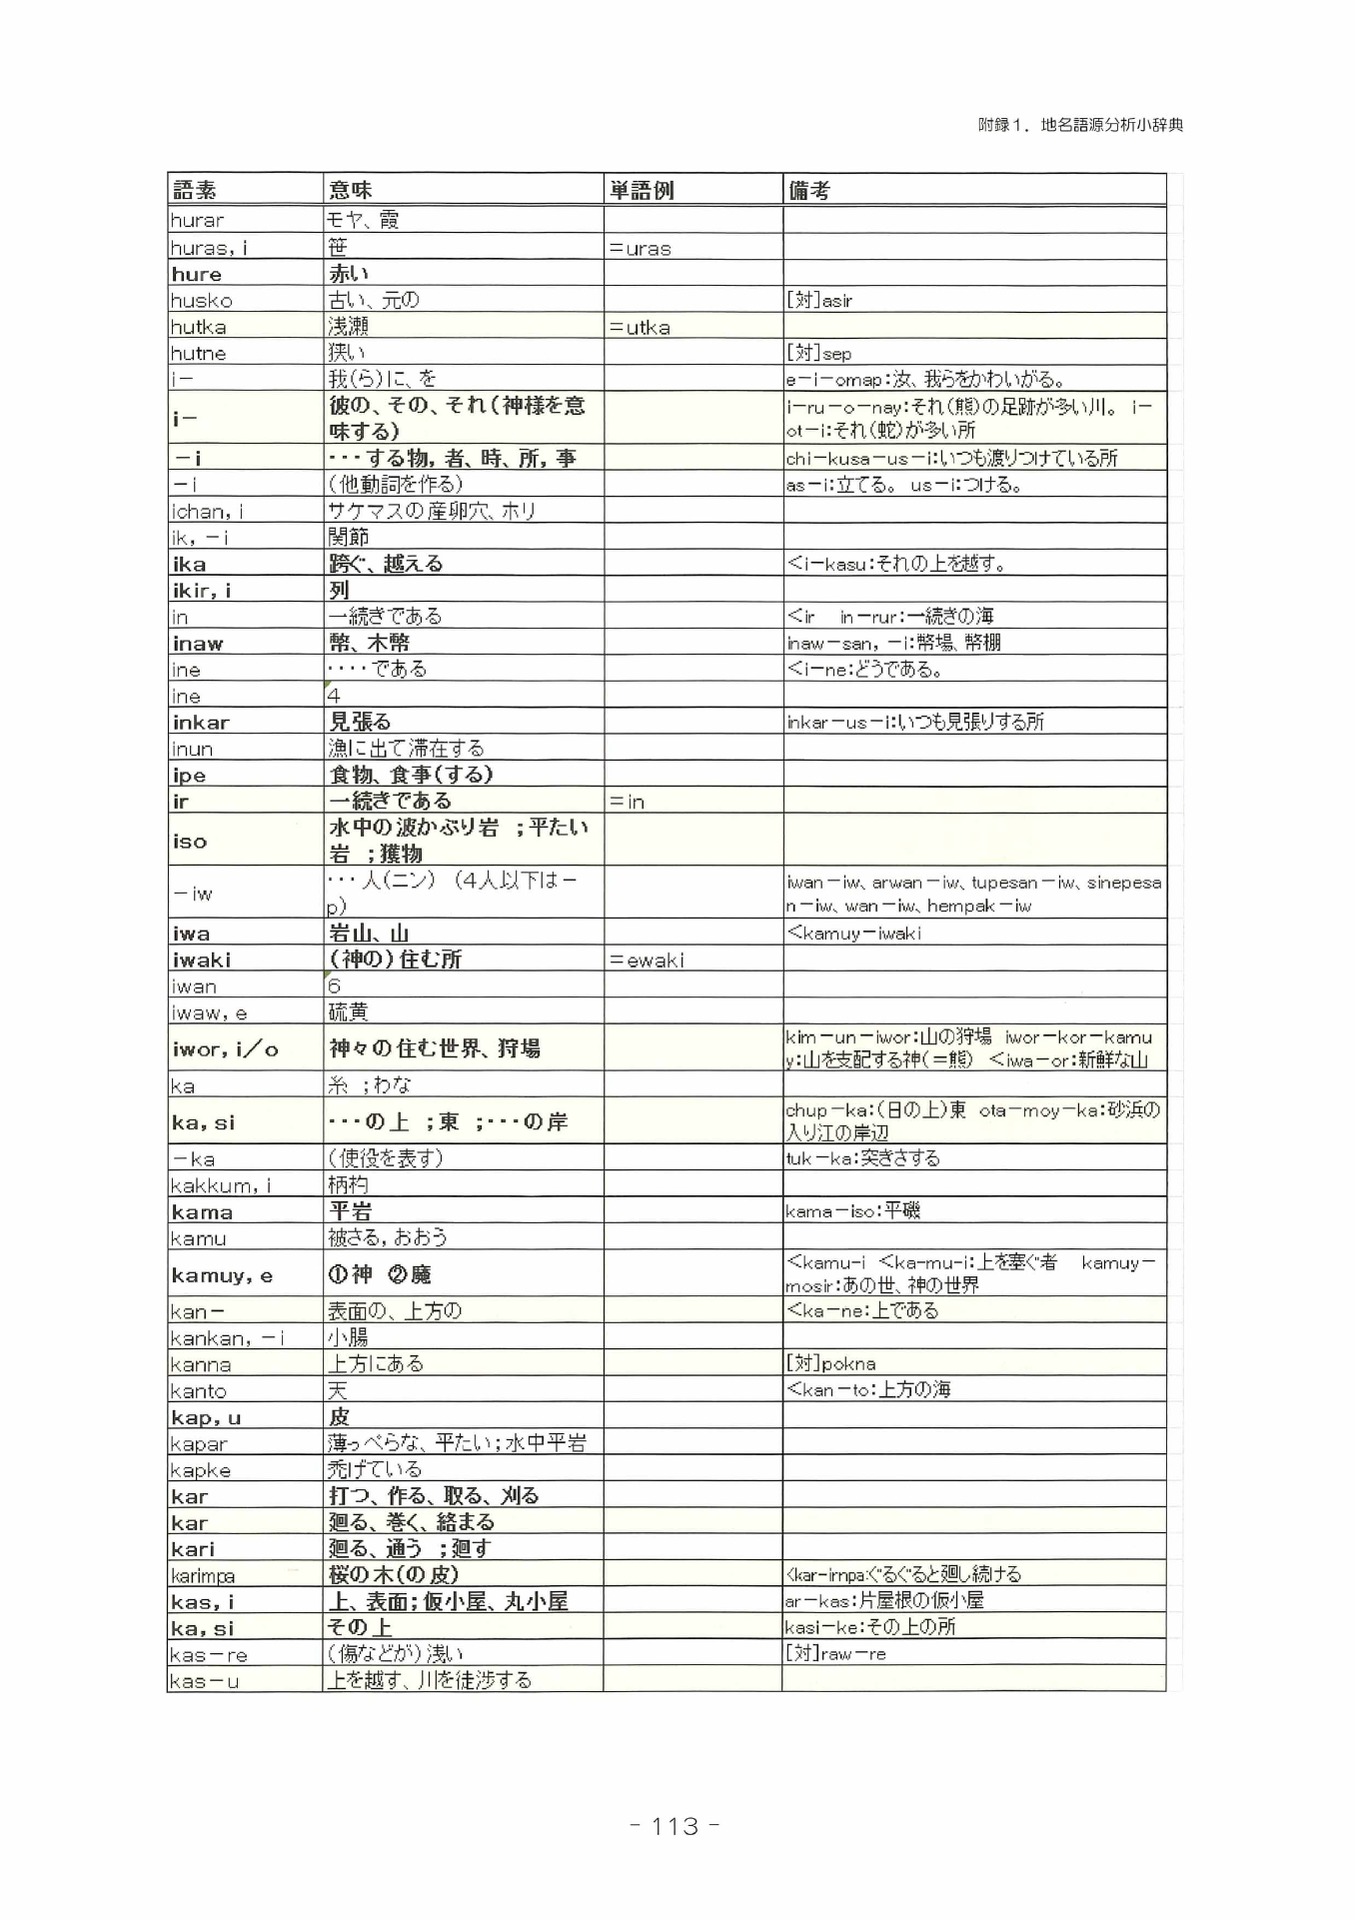 附録1．地名語源分析小辞典
語素 意味 単語例 備考
hurar モヤ、霞
huras, i 笹 =uras
hure 赤い
husko 古い、元の [対]asir
hutka 浅瀬 =utka
hutne 狭い [対]sep
i- 我(ら)に、を e-i-omap:汝、我らをかわいがる。
i- 彼の、その、それ(神様を意味する) i-ru-o-nay:それ(熊)の足跡が多い川。 i-ot-i:それ(蛇)が多い所
-i ・・・する物, 者、時、所, 事 chi-kusa-us-i:いつも渡りつけている所
-i (他動詞を作る) as-i:立てる。 us-i:つける。
ichan, i サケマスの産卵穴、ホリ
ik, -i 関節
ika 跨ぐ、越える <i-kasu:それの上を越す。
ikir, i 列
in 一続きである <ir in-rur:一続きの海
inaw 幣、木幣 inaw-san, -i:幣場、幣棚
ine ・・・・である <i-ne:どうである。
ine 4
inkar 見張る inkar-us-i:いつも見張りする所
inun 漁に出て滞在する
ipe 食物、食事(する)
ir 一続きである =in
iso 水中の波かぶり岩 ;平たい岩 ;獲物
-iw ・・・人(ニン) (4人以下は-p) iwan-iw、arwan-iw、tupesan-iw、sinepesan-iw、wan-iw、hempak-iw
iwa 岩山、山 <kamuy-iwaki
iwaki (神の)住む所 =ewaki
iwan 6
iwaw, e 硫黄
iwor, i/o 神々の住む世界、狩場 kim-un-iwor:山の狩場 iwor-kor-kamuy:山を支配する神(=熊) <iwa-or:新鮮な山
ka 糸 ;わな
ka, si ・・・の上 ;東 ;・・・の岸 chup-ka:(日の上)東 ota-moy-ka:砂浜の入り江の岸辺
-ka (使役を表す) tuk-ka:突きさする
kakkum, i 柄杓
kama 平岩 kama-iso:平磯
kamu 被さる, おおう
kamuy, e ①神 ②魔 <kamu-i <ka-mu-i:上を塞ぐ者 kamuy-mosir:あの世、神の世界
kan- 表面の、上方の <ka-ne:上である
kankan, -i 小腸
kanna 上方にある [対]pokna
kanto 天 <kan-to:上方の海
kap, u 皮
kapar 薄っぺらな、平たい;水中平岩
kapke 禿げている
kar 打つ、作る、取る、刈る
kar 廻る、巻く、絡まる
kari 廻る、通う ;廻す
karimpa 桜の木(の皮) <kar-irnpa:ぐるぐると廻し続ける
kas, i 上、表面;仮小屋、丸小屋 ar-kas:片屋根の仮小屋
ka, si その上 kasi-ke:その上の所
kas-re (傷などが)浅い [対]raw-re
kas-u 上を越す、川を徒渉する
- 113 -